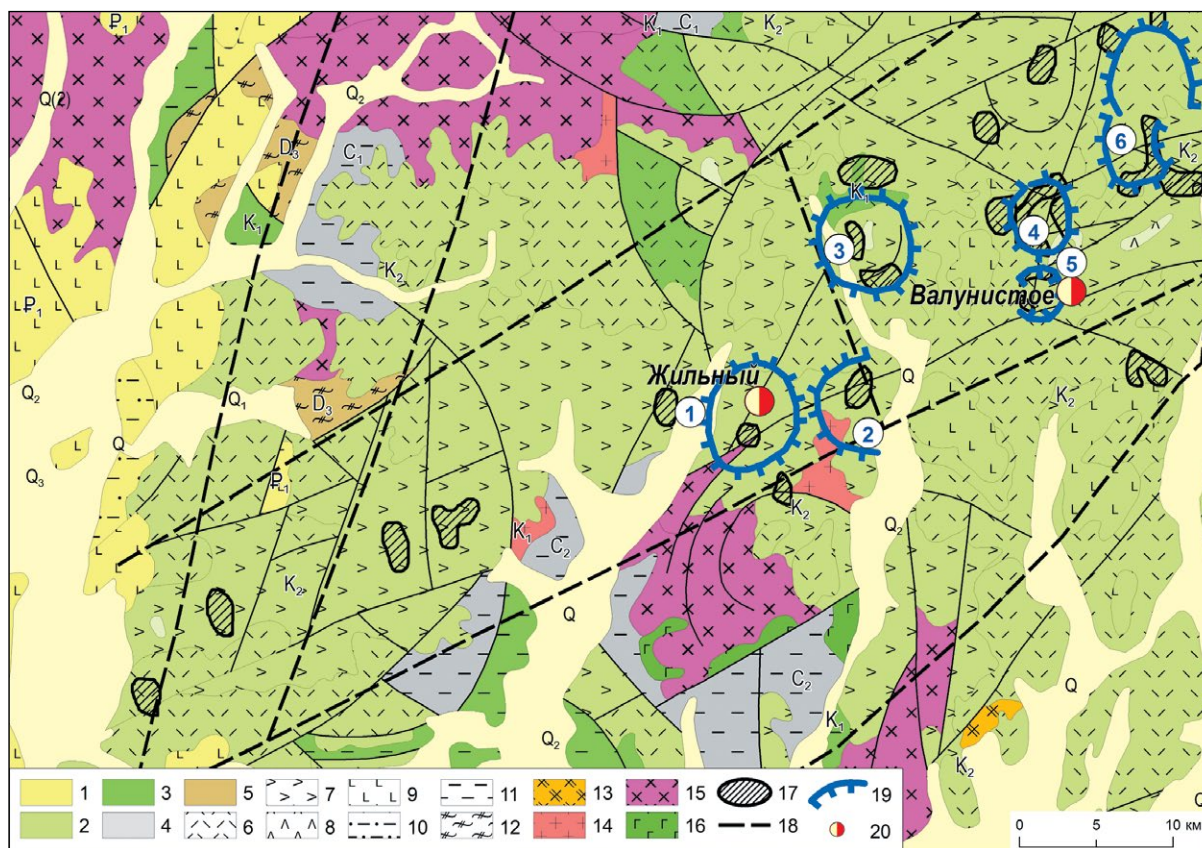 ₽₁
K₁
C₁
K₂
Q(2)
Q₂
C₁
D₃
6
K₂
K₁
K₁
3
4
K₂
5
Валунистое
₽₁
Жильный
Q
Q₂
Q₁
D₃
1
K₂
Q
2
Q₃
₽₁
K₂
Q₂
K₁
C₂
K₂
Q
C₂
Q
Q₂
K₁
K₂
Q
1 3 5 7 9 11 13 15 17 19
2 4 6 8 10 12 14 16 18 20
0 5 10 км